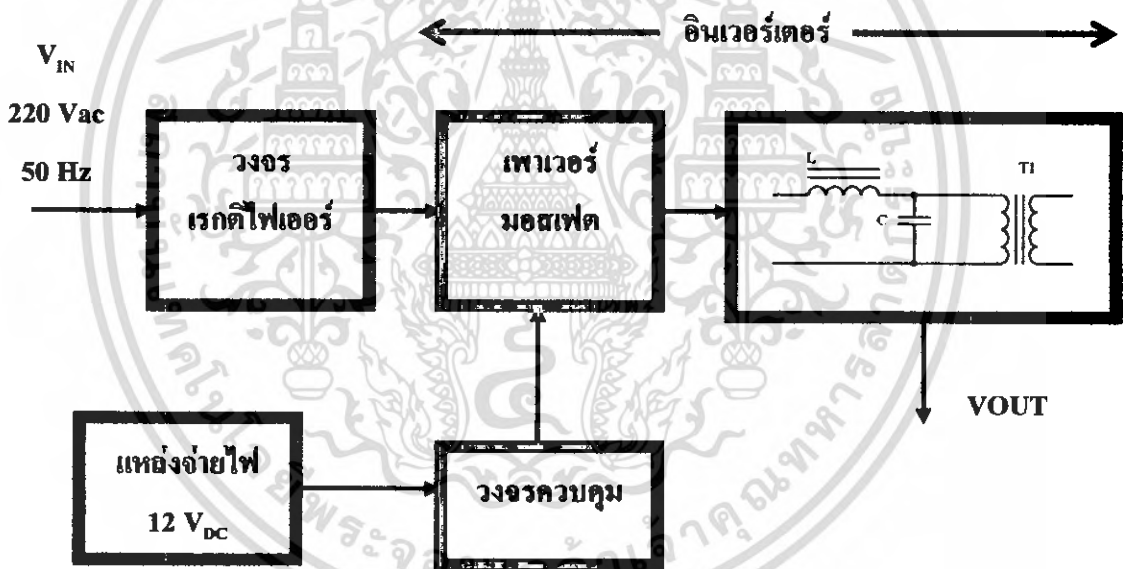 อินเวอร์เตอร์
V_IN
220 Vac
50 Hz
วงจร
เรกติไฟเออร์
เพาเวอร์
มอสเฟต
L
C
T1
VOUT
แหล่งจ่ายไฟ
12 V_DC
วงจรควบคุม